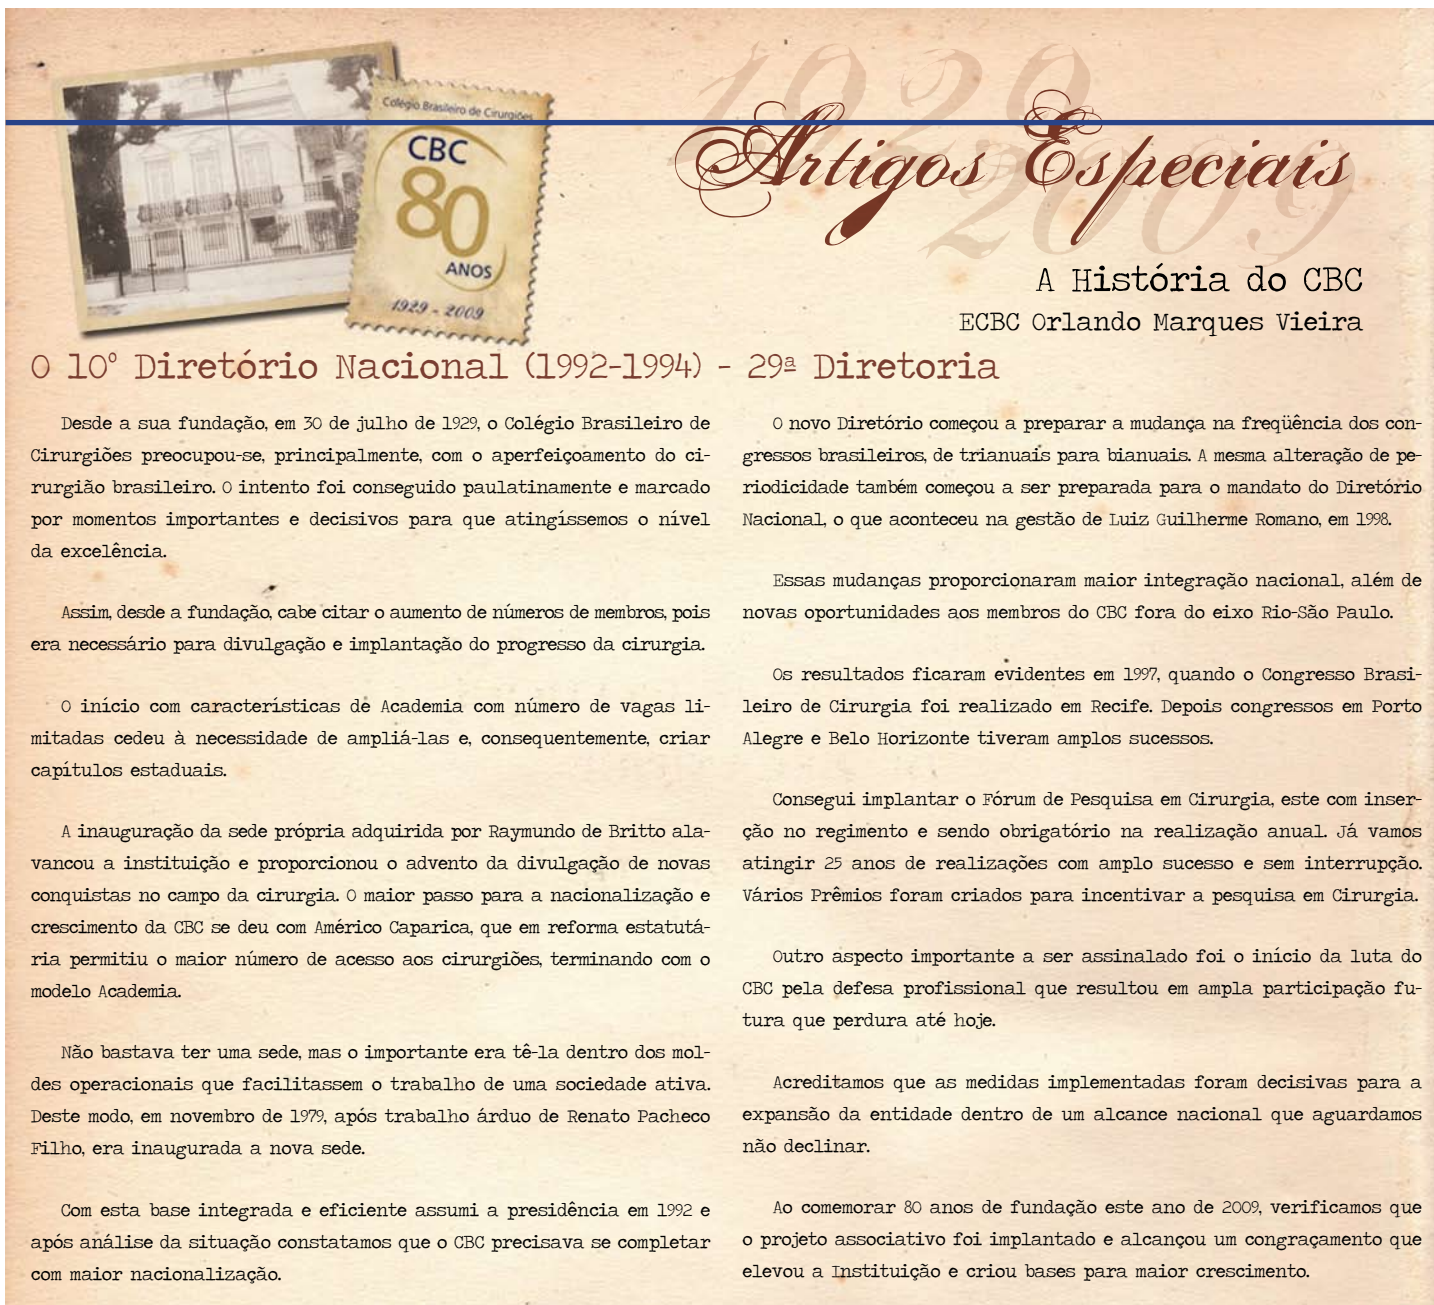 1929
2009
Colégio Brasileiro de Cirurgiões
CBC
80
ANOS
1929 - 2009
Artigos Especiais
A História do CBC
ECBC Orlando Marques Vieira
O 10º Diretório Nacional (1992-1994) - 29ª Diretoria
Desde a sua fundação, em 30 de julho de 1929, o Colégio Brasileiro de
Cirurgiões preocupou-se, principalmente, com o aperfeiçoamento do ci-
rurgião brasileiro. O intento foi conseguido paulatinamente e marcado
por momentos importantes e decisivos para que atingíssemos o nível
da excelência.
Assim, desde a fundação, cabe citar o aumento de números de membros, pois
era necessário para divulgação e implantação do progresso da cirurgia.
O início com características de Academia com número de vagas li-
mitadas cedeu à necessidade de ampliá-las e, consequentemente, criar
capítulos estaduais.
A inauguração da sede própria adquirida por Raymundo de Britto ala-
vancou a instituição e proporcionou o advento da divulgação de novas
conquistas no campo da cirurgia. O maior passo para a nacionalização e
crescimento da CBC se deu com Américo Caparica, que em reforma estatutá-
ria permitiu o maior número de acesso aos cirurgiões, terminando com o
modelo Academia.
Não bastava ter uma sede, mas o importante era tê-la dentro dos mol-
des operacionais que facilitassem o trabalho de uma sociedade ativa.
Deste modo, em novembro de 1979, após trabalho árduo de Renato Pacheco
Filho, era inaugurada a nova sede.
Com esta base integrada e eficiente assumi a presidência em 1992 e
após análise da situação constatamos que o CBC precisava se completar
com maior nacionalização.
O novo Diretório começou a preparar a mudança na freqüência dos con-
gressos brasileiros, de trianuais para bianuais. A mesma alteração de pe-
riodicidade também começou a ser preparada para o mandato do Diretório
Nacional, o que aconteceu na gestão de Luiz Guilherme Romano, em 1998.
Essas mudanças proporcionaram maior integração nacional, além de
novas oportunidades aos membros do CBC fora do eixo Rio-São Paulo.
Os resultados ficaram evidentes em 1997, quando o Congresso Brasi-
leiro de Cirurgia foi realizado em Recife. Depois congressos em Porto
Alegre e Belo Horizonte tiveram amplos sucessos.
Consegui implantar o Fórum de Pesquisa em Cirurgia, este com inser-
ção no regimento e sendo obrigatório na realização anual. Já vamos
atingir 25 anos de realizações com amplo sucesso e sem interrupção.
Vários Prêmios foram criados para incentivar a pesquisa em Cirurgia.
Outro aspecto importante a ser assinalado foi o início da luta do
CBC pela defesa profissional que resultou em ampla participação fu-
tura que perdura até hoje.
Acreditamos que as medidas implementadas foram decisivas para a
expansão da entidade dentro de um alcance nacional que aguardamos
não declinar.
Ao comemorar 80 anos de fundação este ano de 2009, verificamos que
o projeto associativo foi implantado e alcançou um congraçamento que
elevou a Instituição e criou bases para maior crescimento.